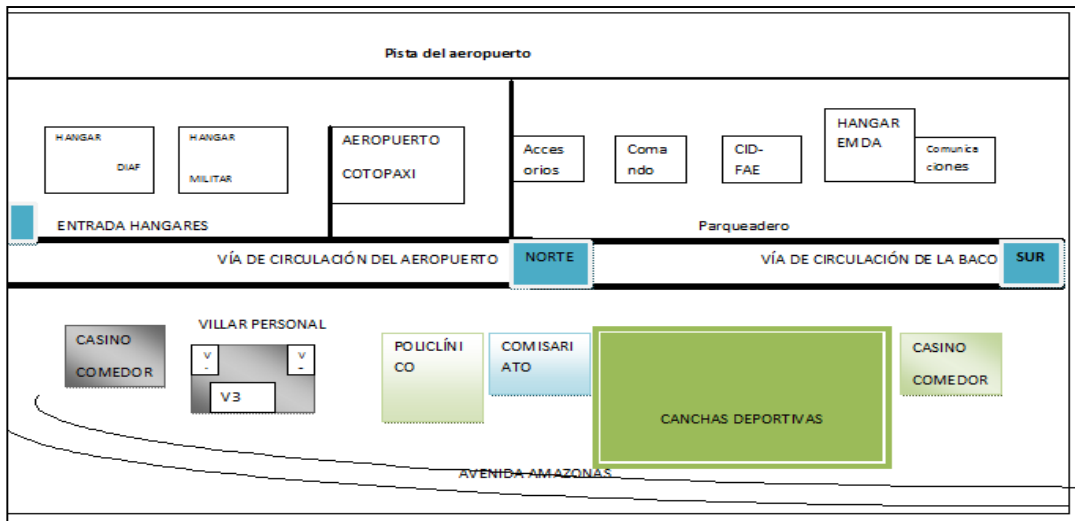 Pista del aeropuerto
HANGAR
DIAF
HANGAR
MILITAR
AEROPUERTO
COTOPAXI
Acces
orios
Coma
ndo
CID-
FAE
HANGAR
EMDA
Comunica
ciones
ENTRADA HANGARES
Parqueadero
VÍA DE CIRCULACIÓN DEL AEROPUERTO
NORTE
VÍA DE CIRCULACIÓN DE LA BACO
SUR
CASINO
COMEDOR
VILLAR PERSONAL
V
-
V
-
V3
POLICLÍNI
CO
COMISARI
ATO
CANCHAS DEPORTIVAS
CASINO
COMEDOR
AVENIDA AMAZONAS